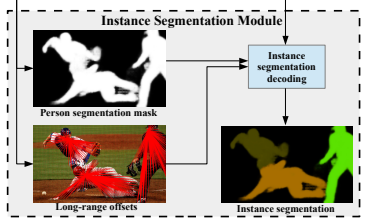 Instance Segmentation Module
Instance
segmentation
decoding
Person segmentation mask
Long-range offsets
Instance segmentation